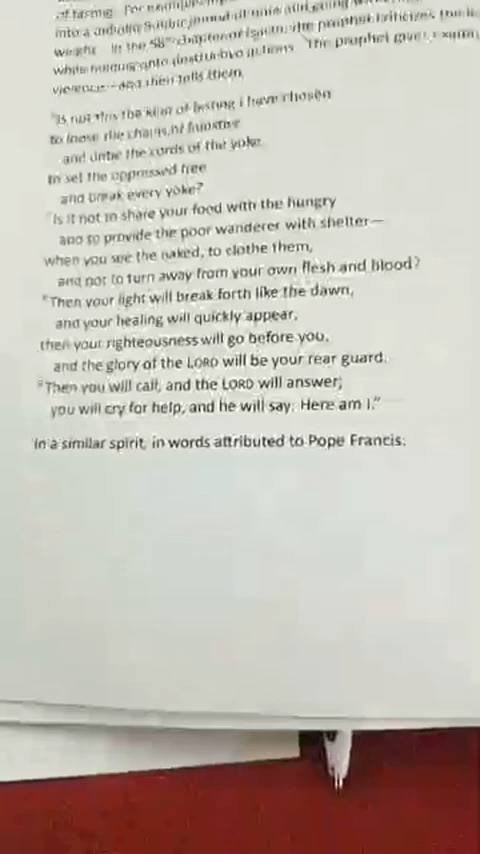 of fasting. For example
into a
weight. In the 58th chapter of Isaiah, the prophet criticizes
while
violence—and then tells them,
"Is not this the kind of fasting I have chosen
to loose the chains of injustice
and untie the cords of the yoke,
to set the oppressed free
and break every yoke?
7Is it not to share your food with the hungry
and to provide the poor wanderer with shelter—
when you see the naked, to clothe them,
and not to turn away from your own flesh and blood?
8Then your light will break forth like the dawn,
and your healing will quickly appear,
then your righteousness will go before you,
and the glory of the LORD will be your rear guard.
9Then you will call, and the LORD will answer;
you will cry for help, and he will say: Here am I."
In a similar spirit, in words attributed to Pope Francis: